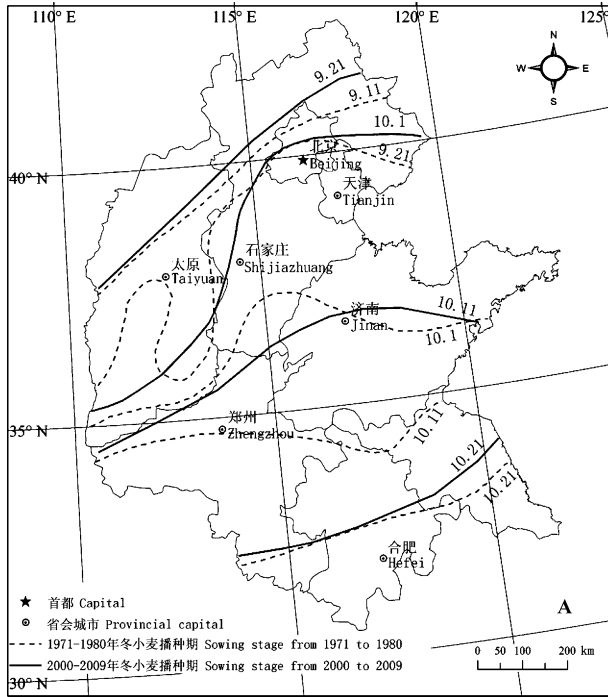 110°E 115°E 120°E 125°E
N
W E
S
9.21
9.11
10.1
9.21
40° N
北京
Beijing
天津
Tianjin
太原
Taiyuan
石家庄
Shijiazhuang
济南
Jinan
10.11
10.1
35° N
郑州
Zhengzhou
10.11
10.21
10.21
合肥
Hefei
A
首都 Capital
省会城市 Provincial capital
1971-1980年冬小麦播种期 Sowing stage from 1971 to 1980
2000-2009年冬小麦播种期 Sowing stage from 2000 to 2009
0 50 100 200 km
30° N